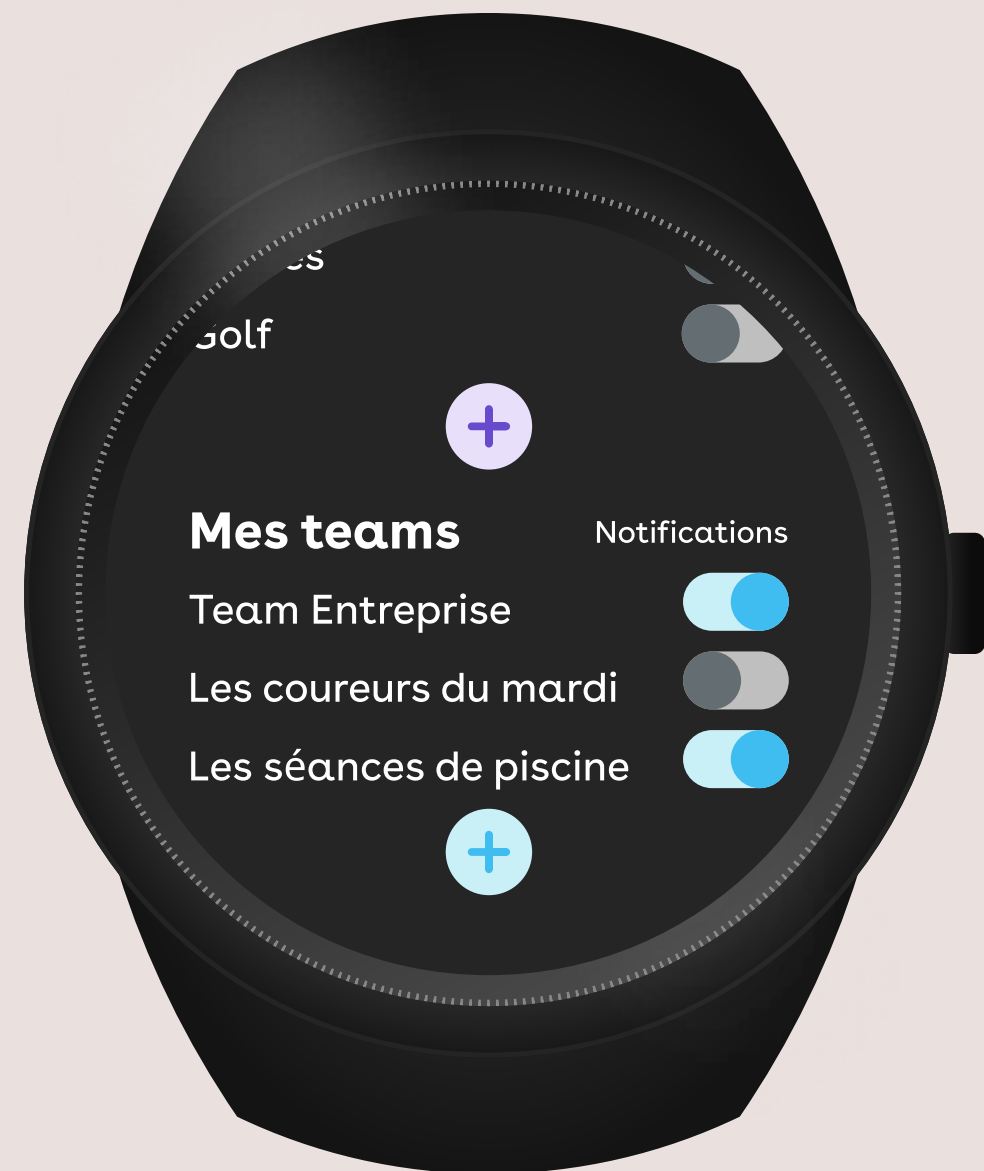 Golf
Mes teams
Notifications
Team Entreprise
Les coureurs du mardi
Les séances de piscine